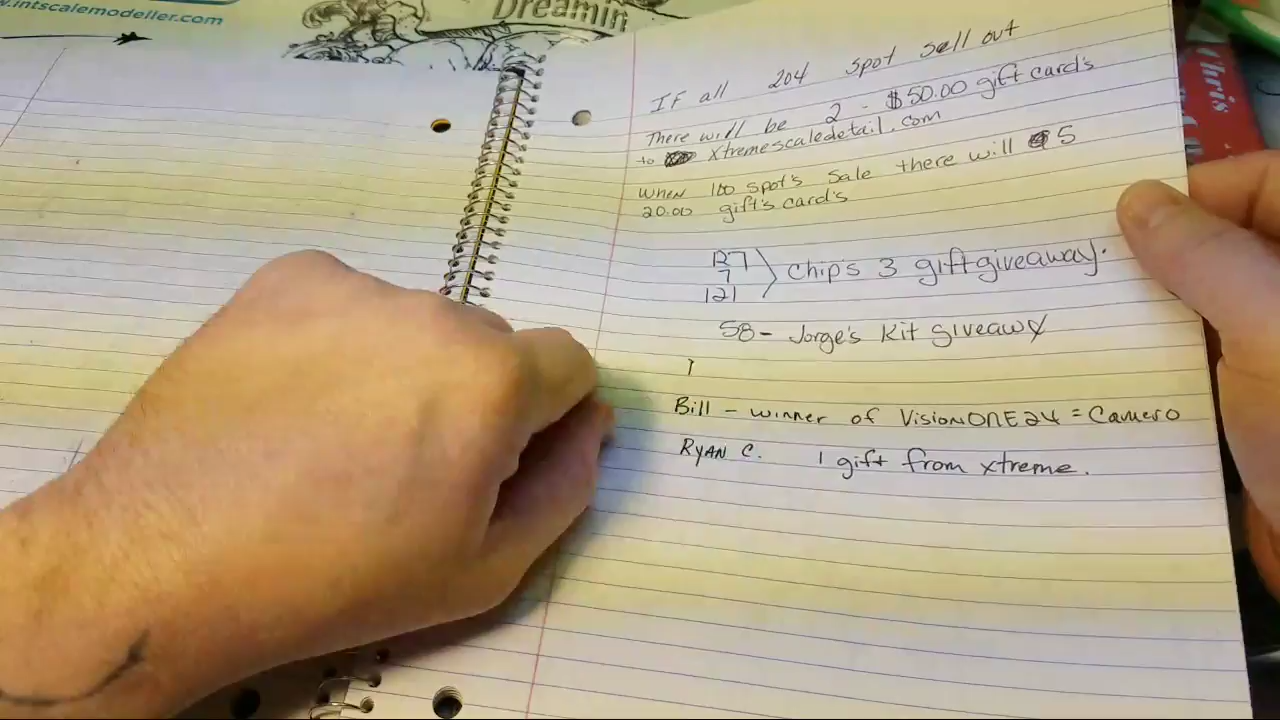 w.intscalemodeller.com
Dreamin
Chris
IF all 204 spot sell out
There will be 2 - $50.00 gift card's
to Xtremescaledetail.com
When 100 spot's sale there will 5
20.00 gift's card's
127
7
121
Chip's 3 gift giveaway.
58 - Jorge's Kit Giveawy
Bill - winner of VisionONE24 = Camero
RYAN C. 1 gift from xtreme.